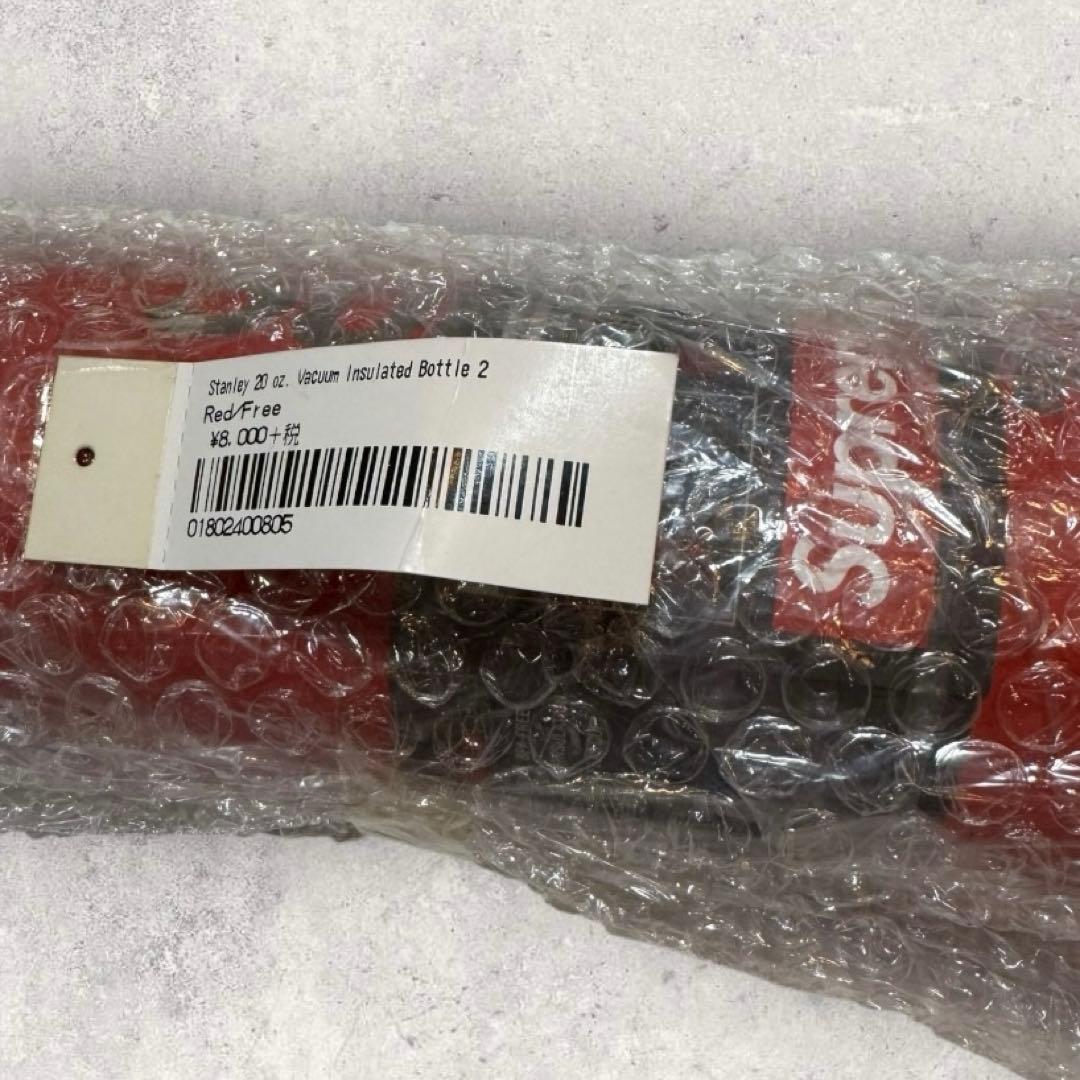 Stanley 20 oz. Vacuum Insulated Bottle 2
Red/Free
¥8,000+税
01802400805
Supreme